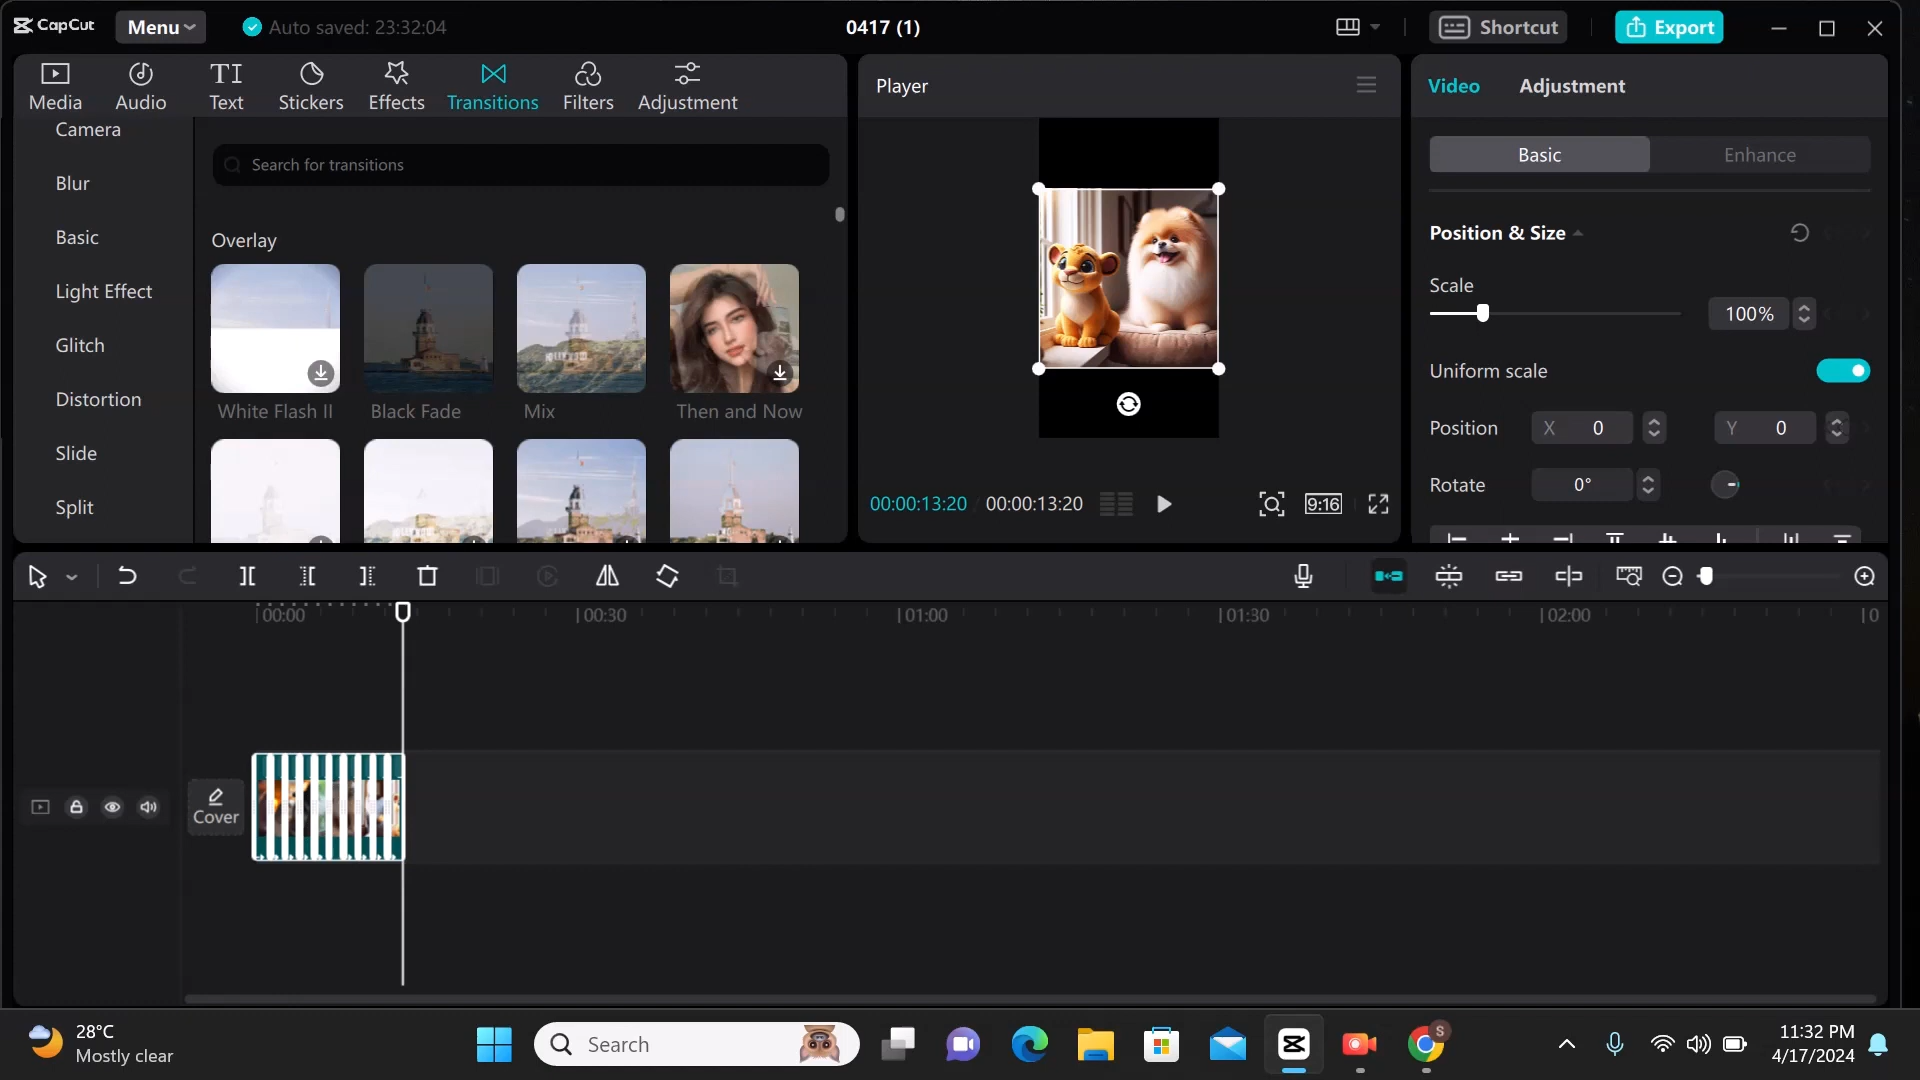 CapCut
Menu
Auto saved: 23:32:04
0417 (1)
Shortcut
Export
Media
Audio
TI
Text
Stickers
Effects
Transitions
Filters
Adjustment
Camera
Blur
Basic
Light Effect
Glitch
Distortion
Slide
Split
Search for transitions
Overlay
White Flash II
Black Fade
Mix
Then and Now
Player
00:00:13:20
00:00:13:20
9:16
Video
Adjustment
Basic
Enhance
Position & Size
Scale
100%
Uniform scale
Position
X 0
Y 0
Rotate
0°
00:00
00:30
01:00
01:30
02:00
0
Cover
28°C
Mostly clear
Search
S
11:32 PM
4/17/2024